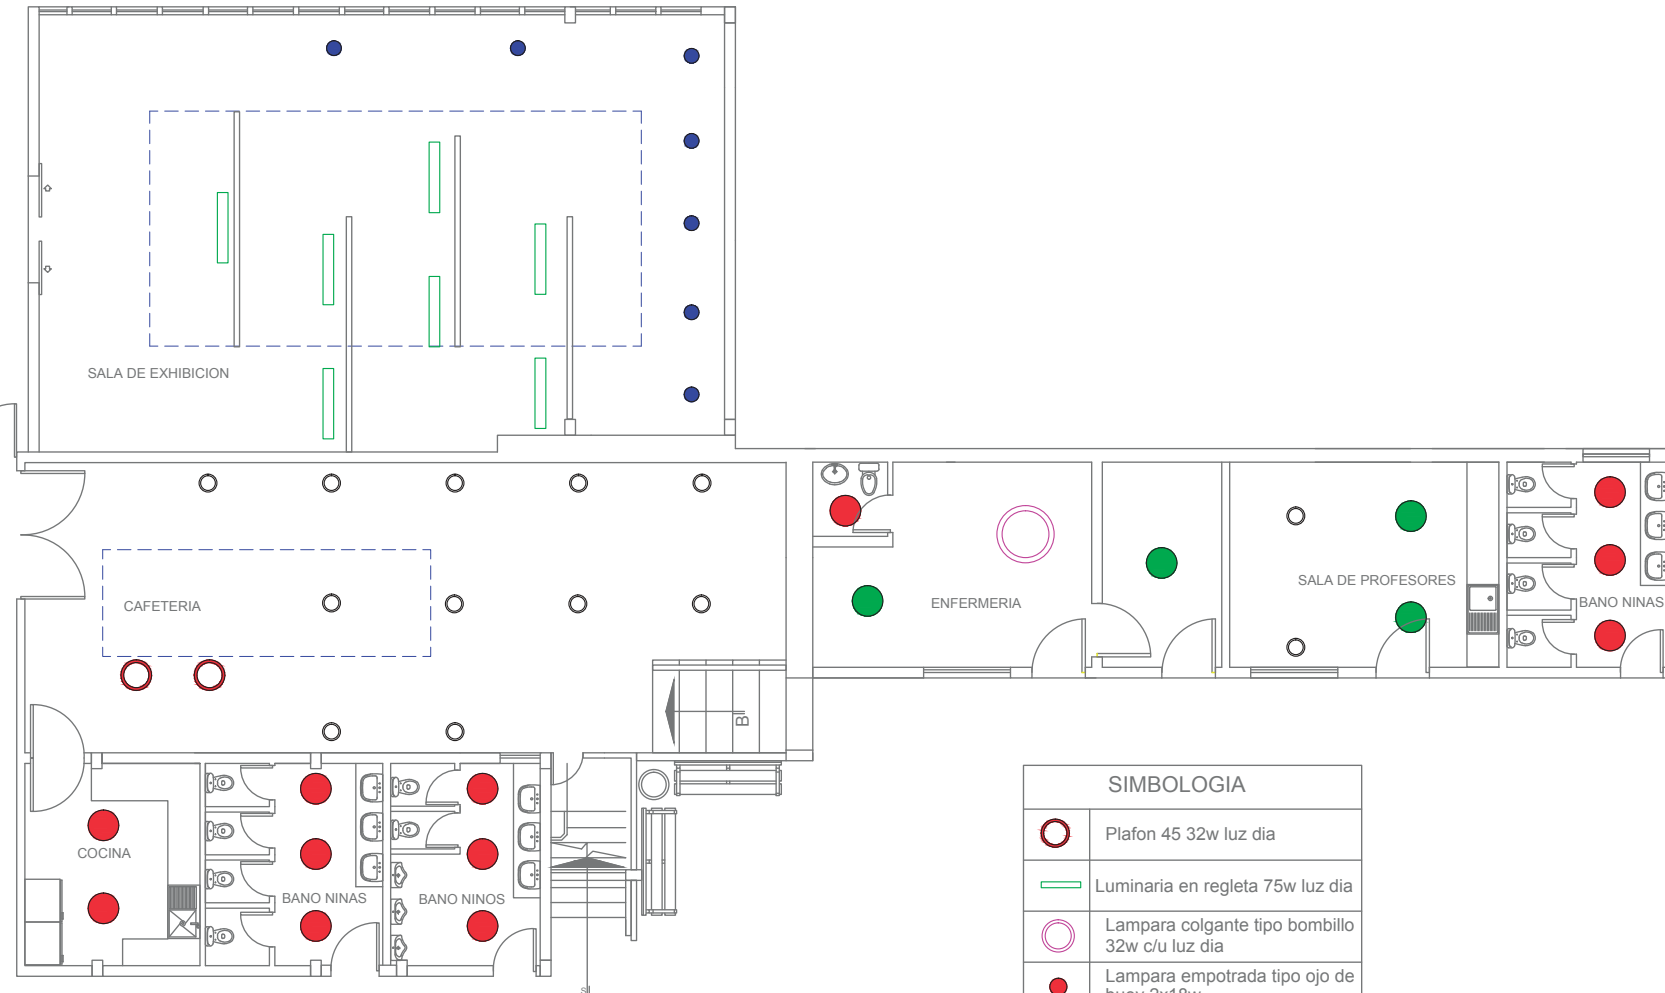 SALA DE EXHIBICION
CAFETERIA
ENFERMERIA
SALA DE PROFESORES
BANO NINAS
B
COCINA
BANO NINAS
BANO NINOS
SIMBOLOGIA
Plafon 45 32w luz dia
Luminaria en regleta 75w luz dia
Lampara colgante tipo bombillo
32w c/u luz dia
Lampara empotrada tipo ojo de
buey 2x18w